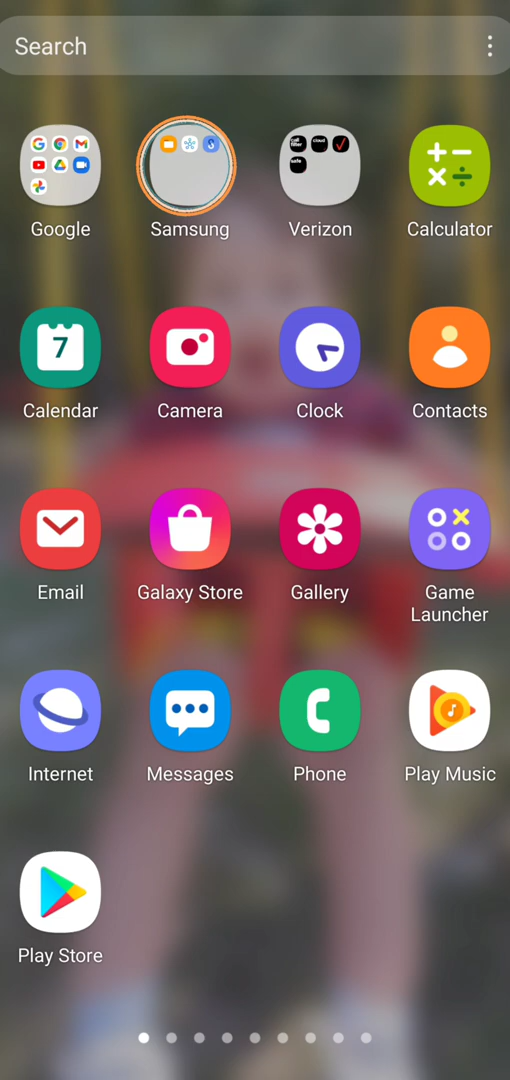 Search
Google
Samsung
Verizon
Calculator
7
Calendar
Camera
Clock
Contacts
Email
Galaxy Store
Gallery
Game
Launcher
Internet
Messages
Phone
Play Music
Play Store